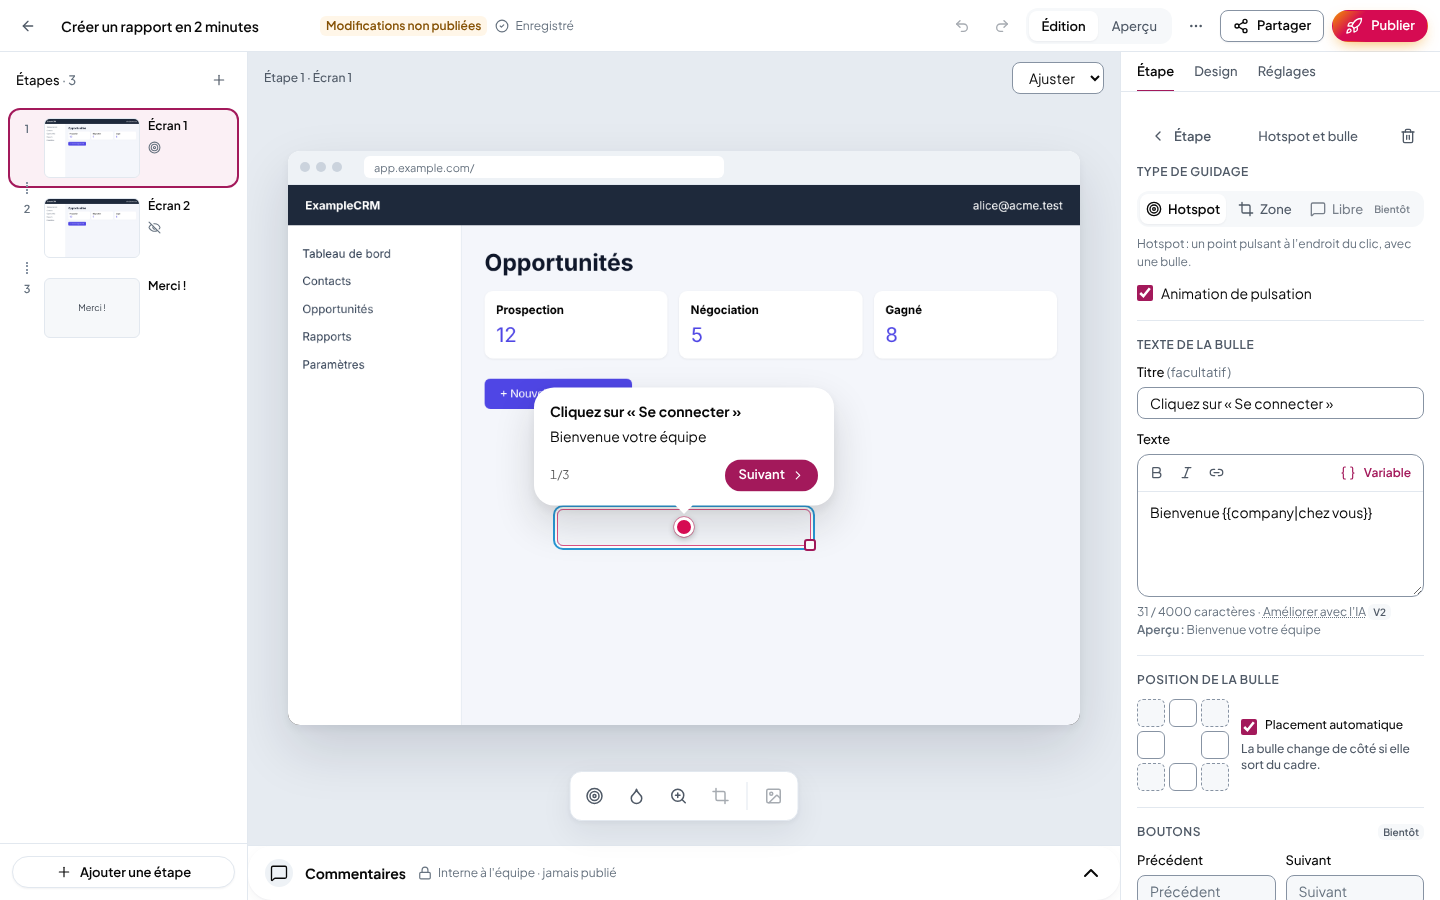 Créer un rapport en 2 minutes
Modifications non publiées
Enregistré
Édition
Aperçu
Partager
Publier
Étapes · 3
1
Écran 1
2
Écran 2
3
Merci !
Merci !
Ajouter une étape
Étape 1 · Écran 1
Ajuster
app.example.com/
ExampleCRM
alice@acme.test
Tableau de bord
Contacts
Opportunités
Rapports
Paramètres
Opportunités
Prospection
12
Négociation
5
Gagné
8
+ Nouv
Cliquez sur « Se connecter »
Bienvenue votre équipe
1/3
Suivant
Commentaires
Interne à l'équipe · jamais publié
Étape
Design
Réglages
Étape
Hotspot et bulle
TYPE DE GUIDAGE
Hotspot
Zone
Libre
Bientôt
Hotspot : un point pulsant à l'endroit du clic, avec
une bulle.
Animation de pulsation
TEXTE DE LA BULLE
Titre (facultatif)
Cliquez sur « Se connecter »
Texte
B
I
{ } Variable
Bienvenue {{company|chez vous}}
31 / 4000 caractères · Améliorer avec l'IA V2
Aperçu : Bienvenue votre équipe
POSITION DE LA BULLE
Placement automatique
La bulle change de côté si elle
sort du cadre.
BOUTONS
Bientôt
Précédent
Suivant
Précédent
Suivant